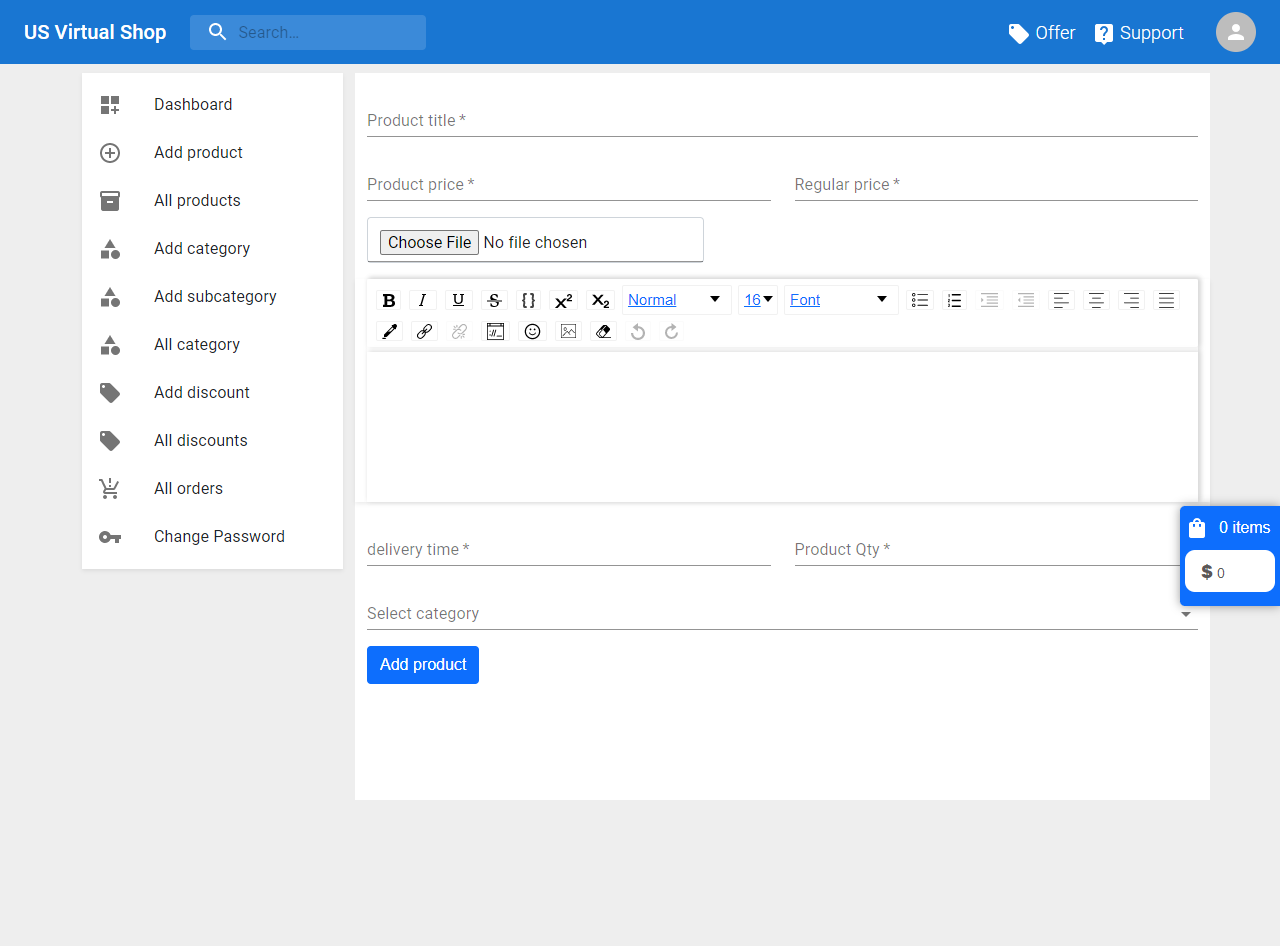 US Virtual Shop
Search...
Offer
Support
Dashboard
Add product
All products
Add category
Add subcategory
All category
Add discount
All discounts
All orders
Change Password
Product title *
Product price *
Regular price *
Choose File No file chosen
B I U S {} X² X₂ Normal 16 Font
delivery time *
Product Qty *
0 items
$ 0
Select category
Add product